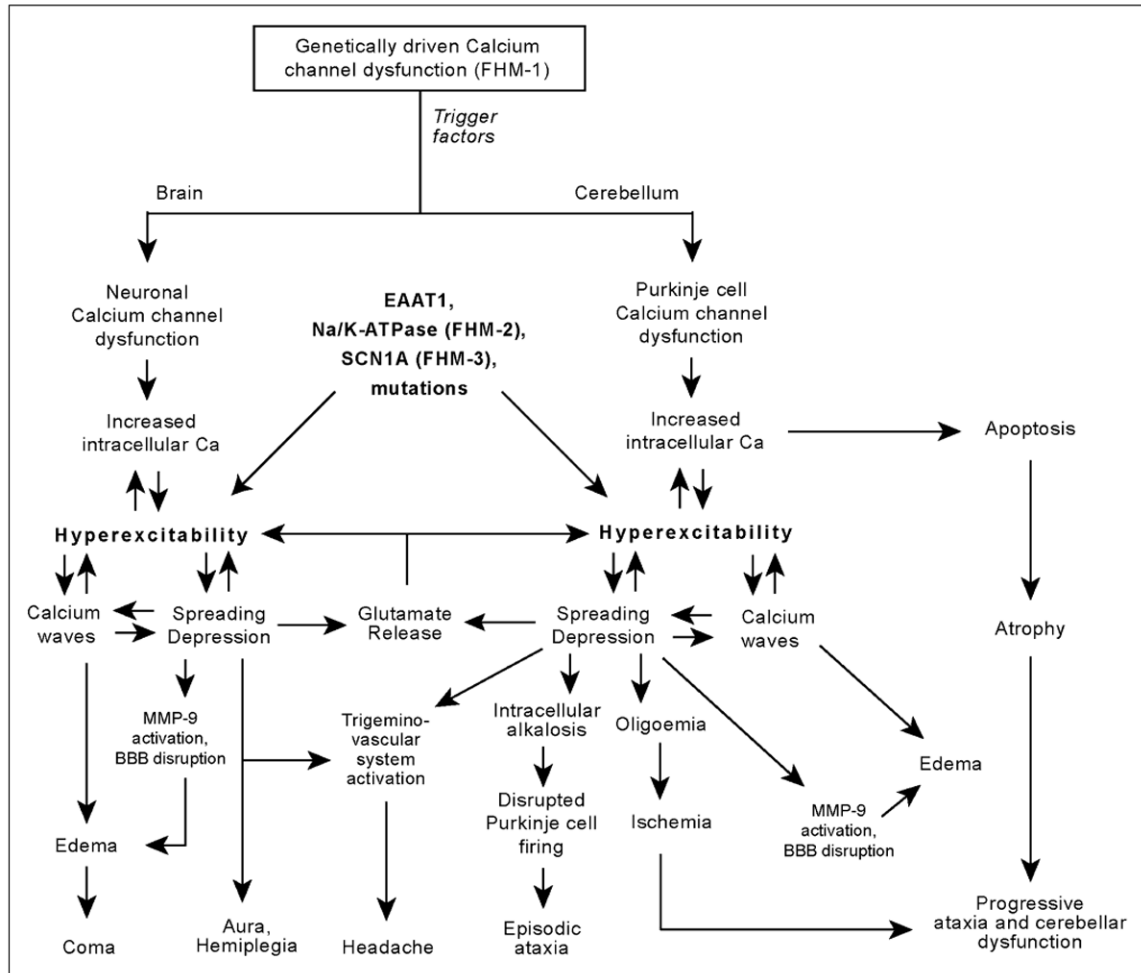 Genetically driven Calcium
channel dysfunction (FHM-1)
Trigger
factors
Brain
Cerebellum
Neuronal
Calcium channel
dysfunction
EAAT1,
Na/K-ATPase (FHM-2),
SCN1A (FHM-3),
mutations
Purkinje cell
Calcium channel
dysfunction
Increased
intracellular Ca
Increased
intracellular Ca
Apoptosis
Hyperexcitability
Hyperexcitability
Calcium
waves
Spreading
Depression
Glutamate
Release
Spreading
Depression
Calcium
waves
Atrophy
MMP-9
activation,
BBB disruption
Trigemino-
vascular
system
activation
Intracellular
alkalosis
Oligoemia
Edema
Disrupted
Purkinje cell
firing
Ischemia
MMP-9
activation,
BBB disruption
Edema
Coma
Aura,
Hemiplegia
Headache
Episodic
ataxia
Progressive
ataxia and cerebellar
dysfunction